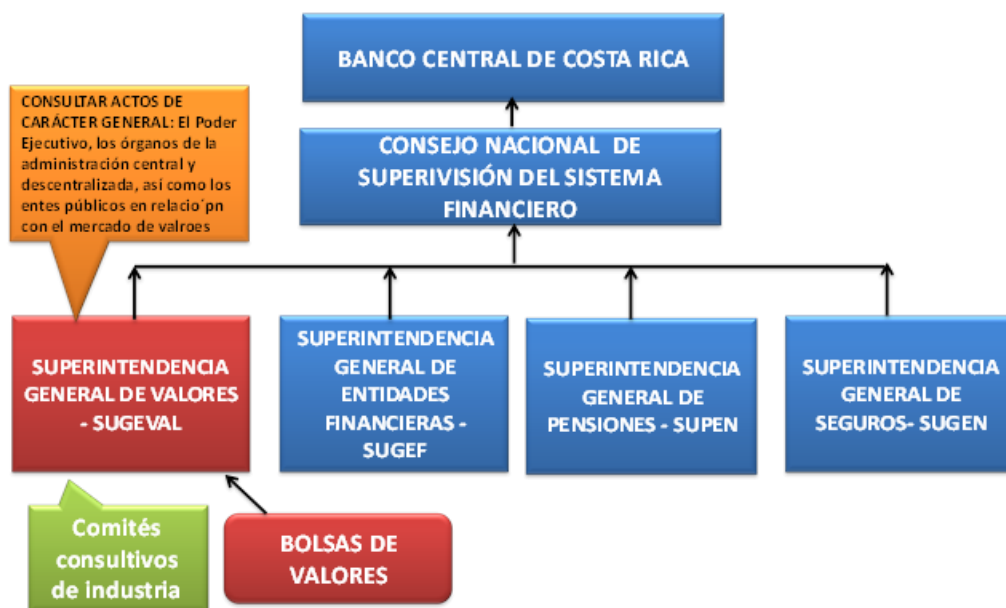 BANCO CENTRAL DE COSTA RICA
CONSULTAR ACTOS DE
CARÁCTER GENERAL: El Poder
Ejecutivo, los órganos de la
administración central y
descentralizada, así como los
entes públicos en relacio´pn
con el mercado de valroes
CONSEJO NACIONAL DE
SUPERIVISIÓN DEL SISTEMA
FINANCIERO
SUPERINTENDENCIA
GENERAL DE VALORES
- SUGEVAL
SUPERINTENDENCIA
GENERAL DE
ENTIDADES
FINANCIERAS -
SUGEF
SUPERINTENDENCIA
GENERAL DE
PENSIONES - SUPEN
SUPERINTENDENCIA
GENERAL DE
SEGUROS- SUGEN
Comités
consultivos
de industria
BOLSAS DE
VALORES